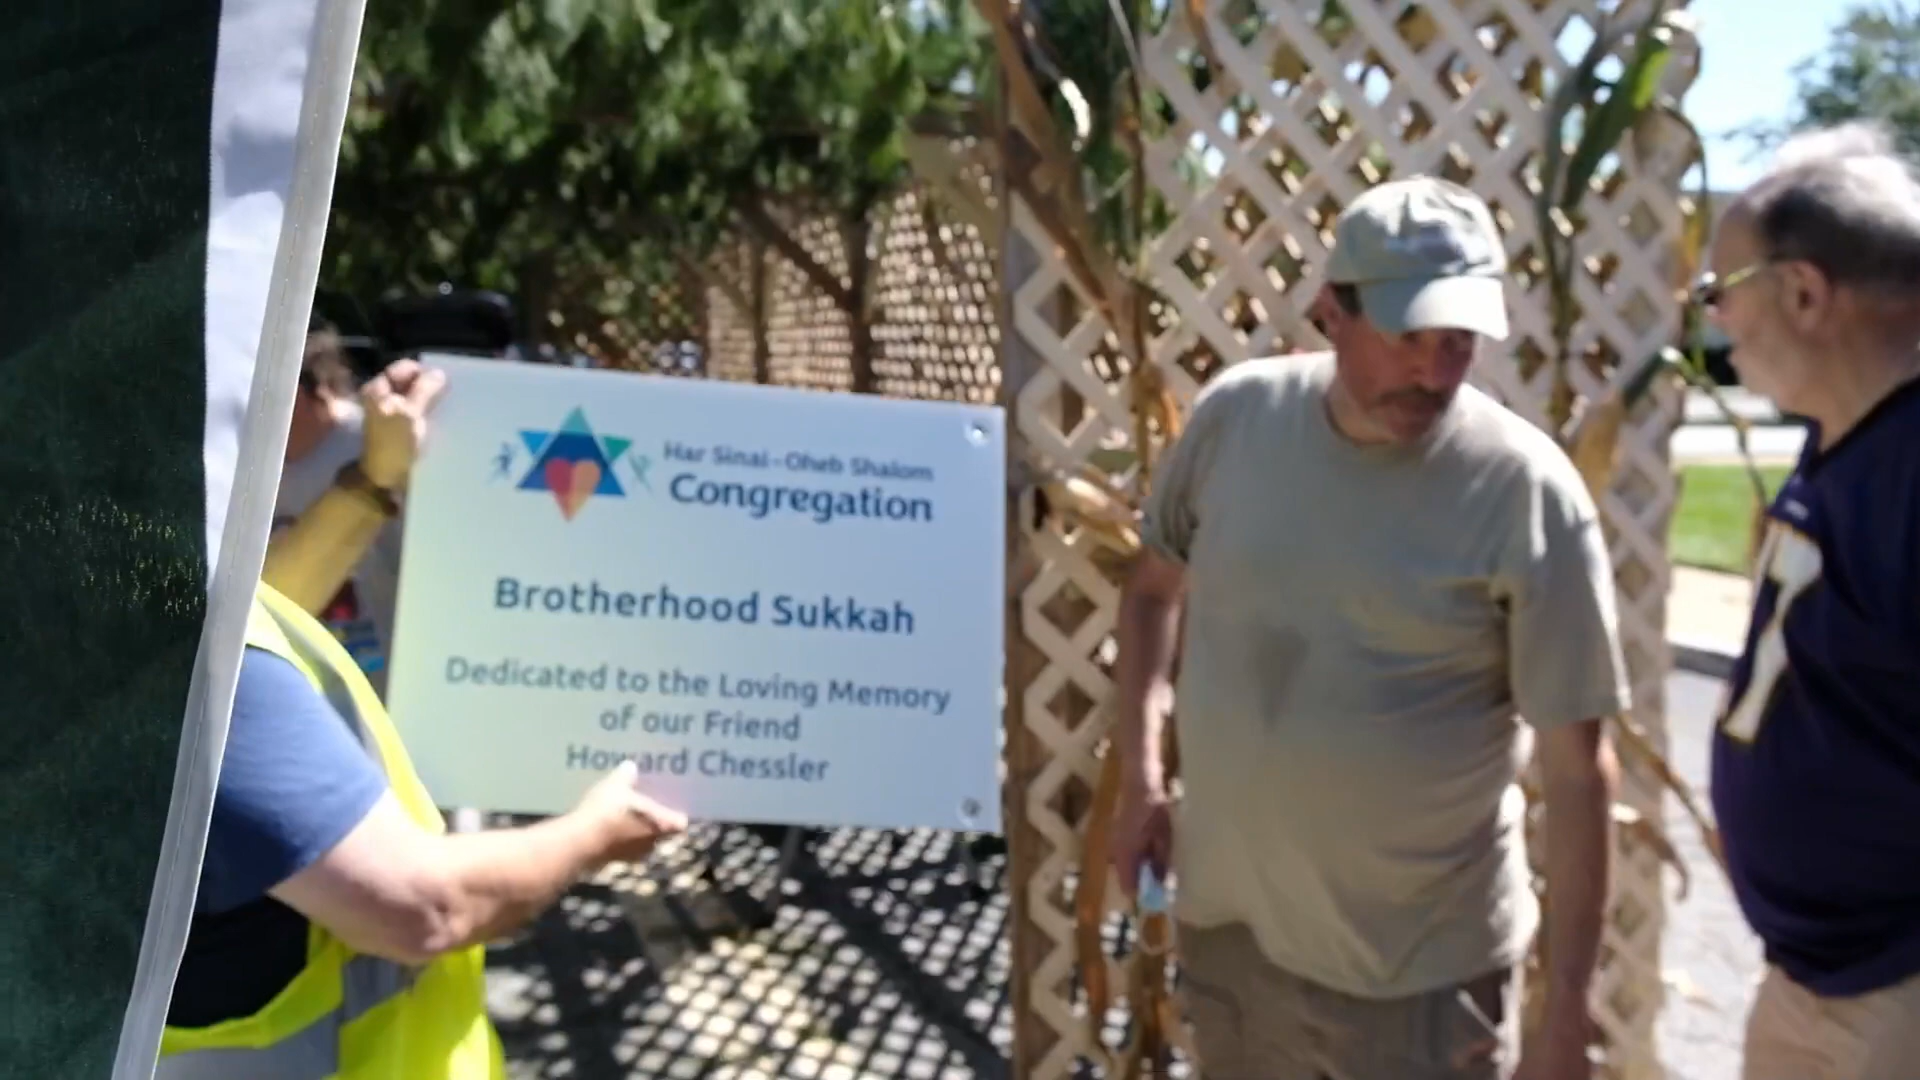 Har Sinai-Oheb Shalom
Congregation
Brotherhood Sukkah
Dedicated to the Loving Memory
of our Friend
Howard Chessler